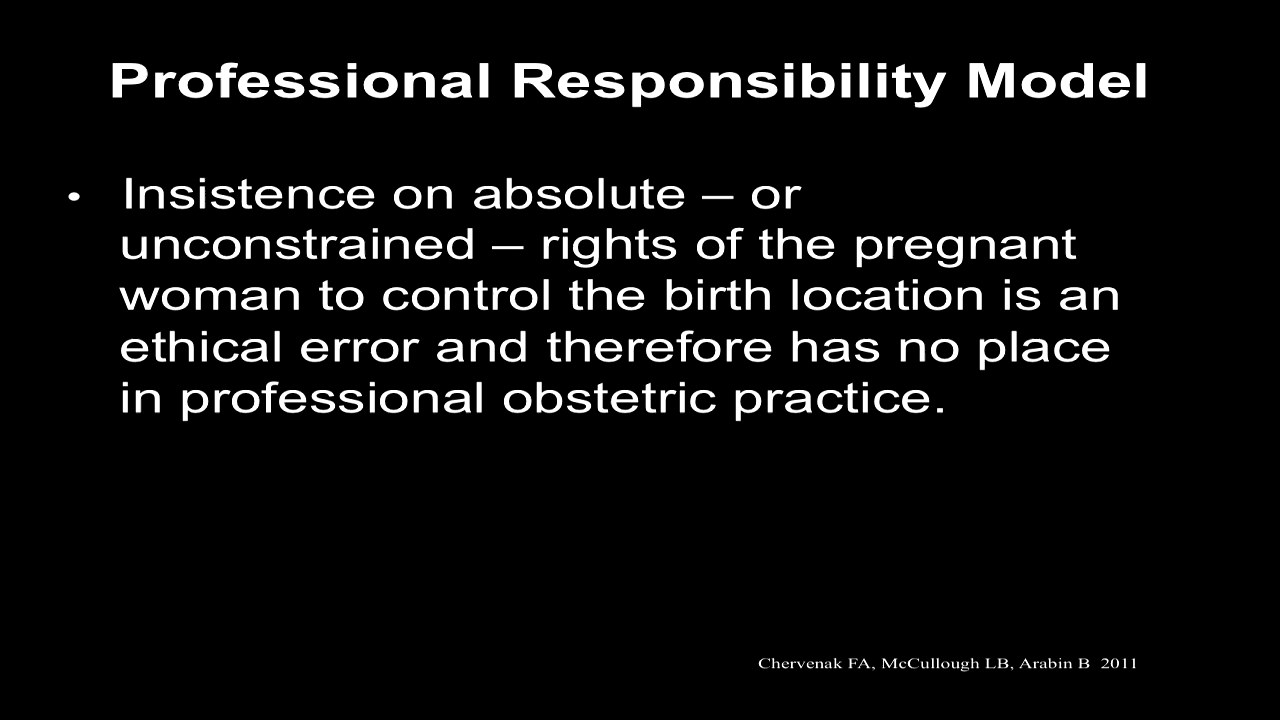 Professional Responsibility Model
• Insistence on absolute – or
unconstrained – rights of the pregnant
woman to control the birth location is an
ethical error and therefore has no place
in professional obstetric practice.
Chervenak FA, McCullough LB, Arabin B 2011